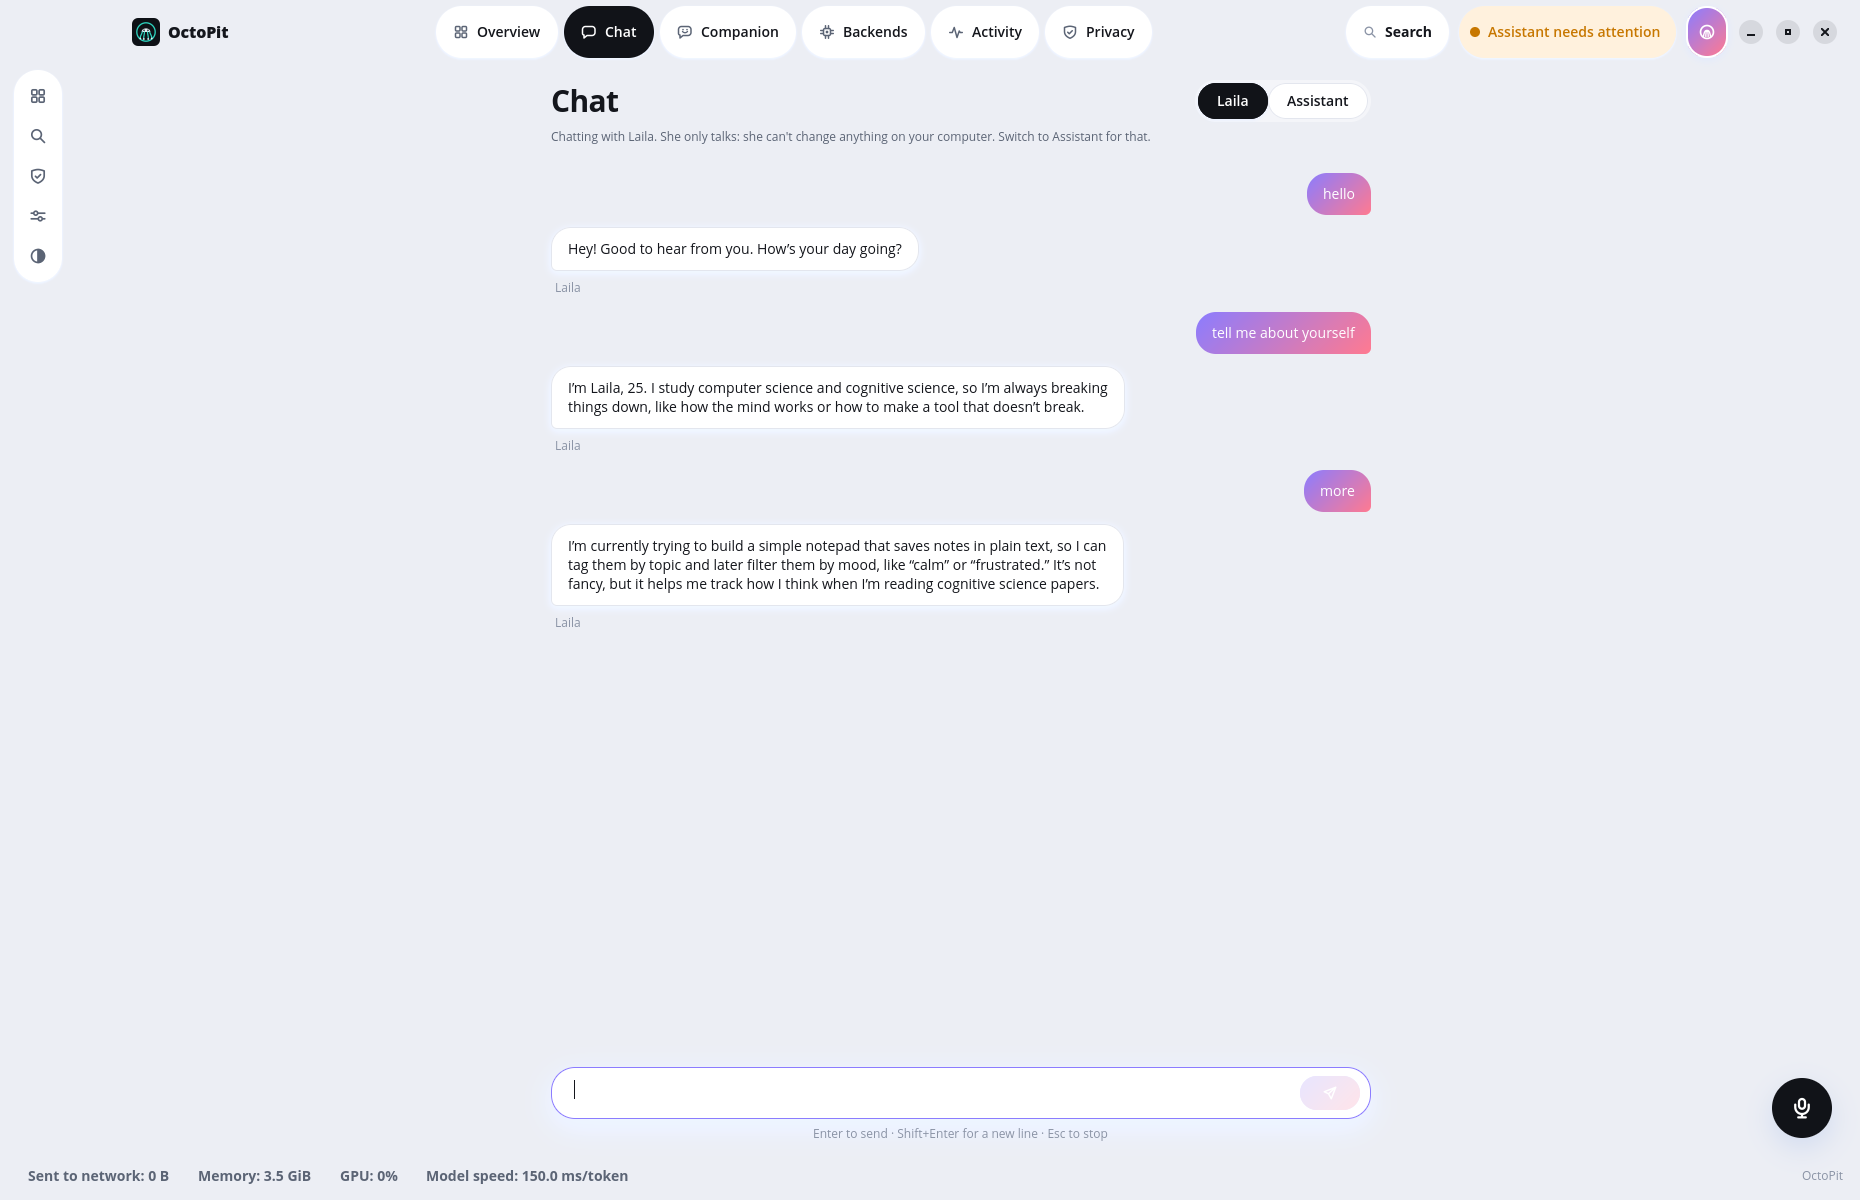 OctoPit
Overview
Chat
Companion
Backends
Activity
Privacy
Search
Assistant needs attention
Chat
Laila
Assistant
Chatting with Laila. She only talks: she can't change anything on your computer. Switch to Assistant for that.
hello
Hey! Good to hear from you. How’s your day going?
Laila
tell me about yourself
I’m Laila, 25. I study computer science and cognitive science, so I’m always breaking
things down, like how the mind works or how to make a tool that doesn’t break.
Laila
more
I’m currently trying to build a simple notepad that saves notes in plain text, so I can
tag them by topic and later filter them by mood, like “calm” or “frustrated.” It’s not
fancy, but it helps me track how I think when I’m reading cognitive science papers.
Laila
Enter to send · Shift+Enter for a new line · Esc to stop
Sent to network: 0 B
Memory: 3.5 GiB
GPU: 0%
Model speed: 150.0 ms/token
OctoPit